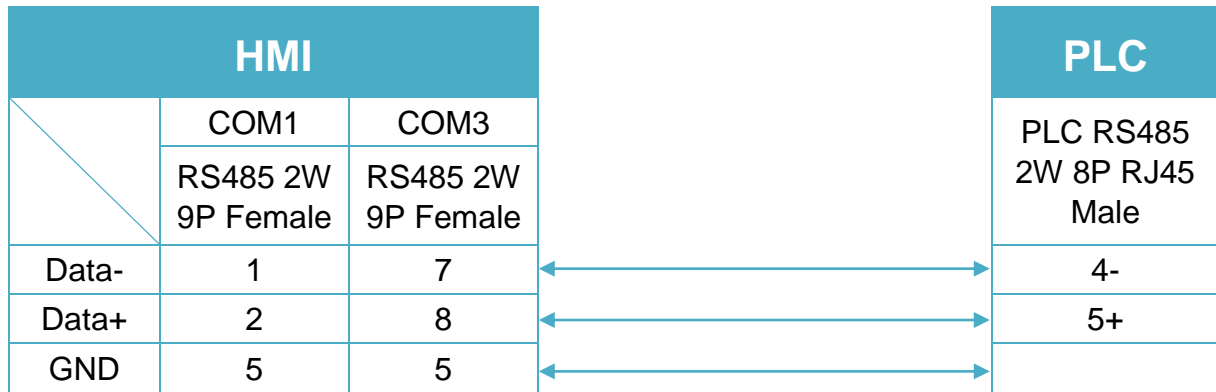 HMI PLC
COM1 COM3
PLC RS485
RS485 2W RS485 2W 2W 8P RJ45
9P Female 9P Female Male
Data- 1 7 4-
Data+ 2 8 5+
GND 5 5